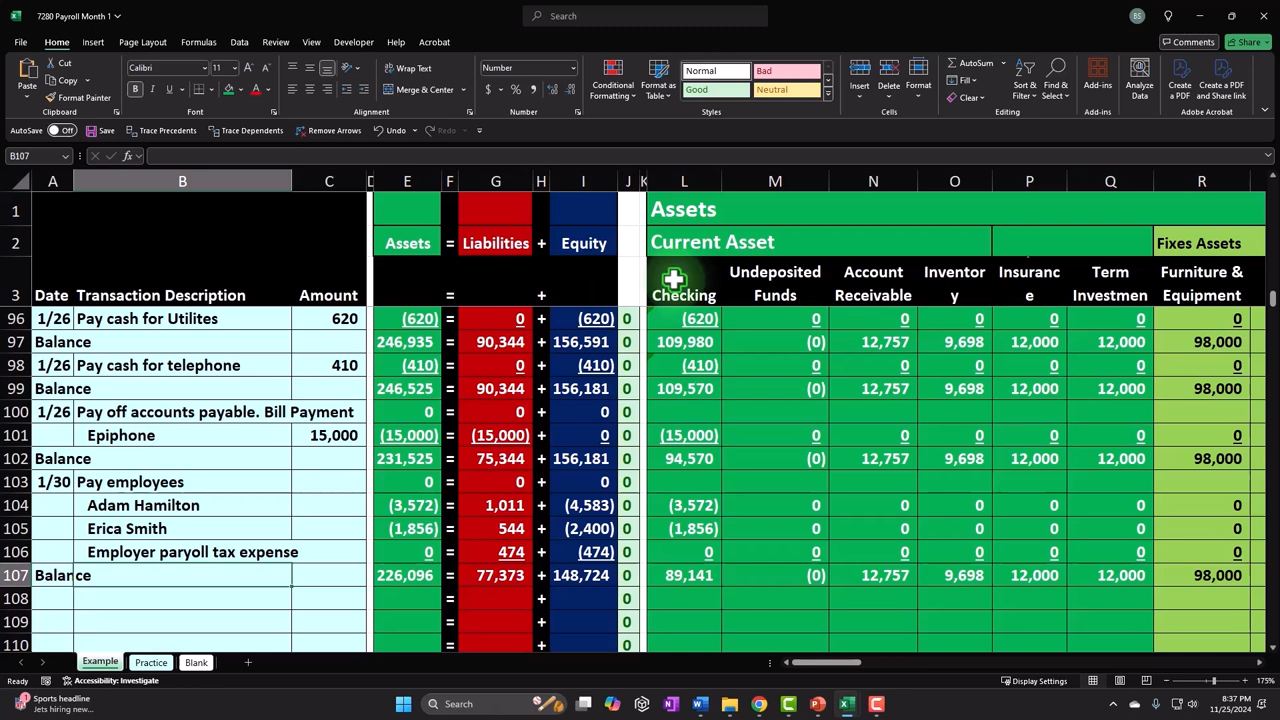 7280 Payroll Month 1
Search
BS
File Home Insert Page Layout Formulas Data Review View Developer Help Acrobat
Comments Share
Paste Cut Copy Format Painter Clipboard
Calibri 11 Font
Wrap Text Merge & Center Alignment
Number Number
Conditional Formatting Format as Table Normal Bad Good Neutral Styles
Insert Delete Format Cells
AutoSum Fill Clear Sort & Filter Find & Select Editing
Add-ins Add-ins
Analyze Data
Create a PDF Create a PDF and Share link Adobe Acrobat
AutoSave Off Save Trace Precedents Trace Dependents Remove Arrows Undo Redo
B107 fx
A B C D E F G H I J K L M N O P Q R
1 Assets
2 Assets = Liabilities + Equity Current Asset Fixes Assets
3 Date Transaction Description Amount = + Checking Undeposited Funds Account Receivable Inventor y Insuranc e Term Investmen Furniture & Equipment
96 1/26 Pay cash for Utilites 620 (620) = 0 + (620) 0 (620) 0 0 0 0 0 0
97 Balance 246,935 = 90,344 + 156,591 0 109,980 (0) 12,757 9,698 12,000 12,000 98,000
98 1/26 Pay cash for telephone 410 (410) = 0 + (410) 0 (410) 0 0 0 0 0 0
99 Balance 246,525 = 90,344 + 156,181 0 109,570 (0) 12,757 9,698 12,000 12,000 98,000
100 1/26 Pay off accounts payable. Bill Payment 0 = 0 + 0 0
101 Epiphone 15,000 (15,000) = (15,000) + 0 0 (15,000) 0 0 0 0 0 0
102 Balance 231,525 = 75,344 + 156,181 0 94,570 (0) 12,757 9,698 12,000 12,000 98,000
103 1/30 Pay employees 0 = 0 + 0 0
104 Adam Hamilton (3,572) = 1,011 + (4,583) 0 (3,572) 0 0 0 0 0 0
105 Erica Smith (1,856) = 544 + (2,400) 0 (1,856) 0 0 0 0 0 0
106 Employer paryoll tax expense 0 = 474 + (474) 0 0 0 0 0 0 0 0
107 Balance 226,096 = 77,373 + 148,724 0 89,141 (0) 12,757 9,698 12,000 12,000 98,000
108 = + 0
109 = + 0
110 = + 0
Example Practice Blank
Ready Accessibility: Investigate Display Settings 175%
Sports headline
Jets hiring new...
Search
8:37 PM
11/25/2024